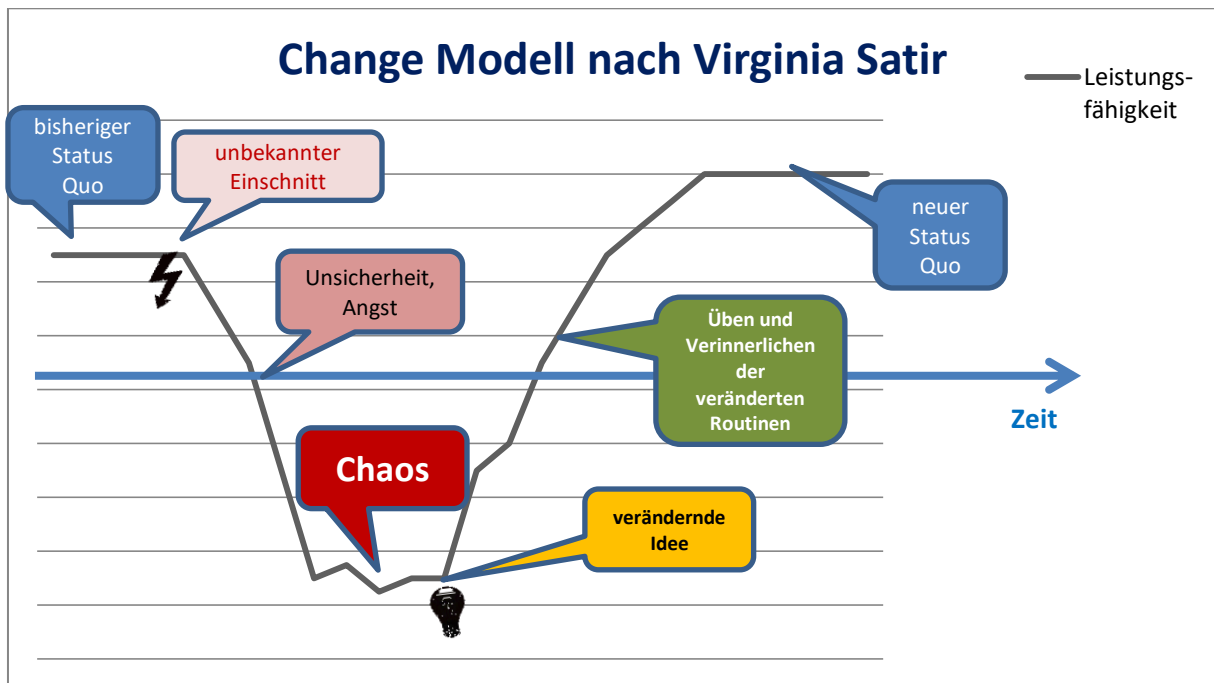 Change Modell nach Virginia Satir
Leistungs-
fähigkeit
bisheriger
Status
Quo
unbekannter
Einschnitt
neuer
Status
Quo
Unsicherheit,
Angst
Üben und
Verinnerlichen
der
veränderten
Routinen
Zeit
Chaos
verändernde
Idee